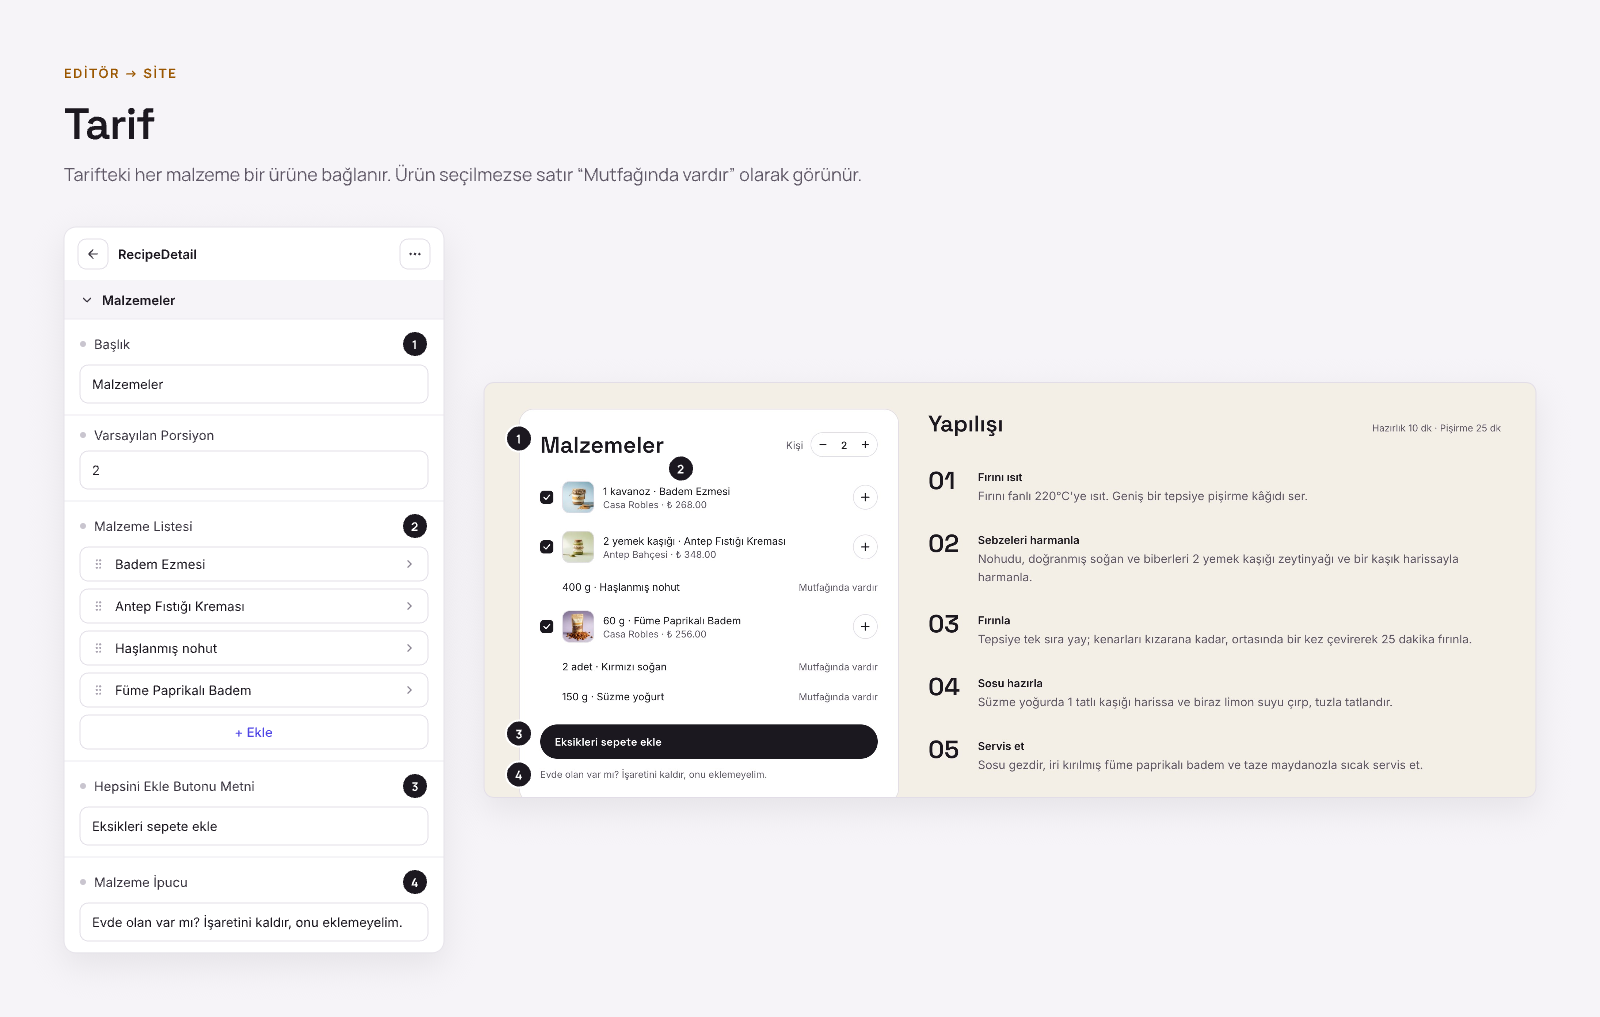 EDİTÖR → SİTE
Tarif
Tarifteki her malzeme bir ürüne bağlanır. Ürün seçilmezse satır “Mutfağında vardır” olarak görünür.
RecipeDetail
Malzemeler
Başlık 1
Malzemeler
Varsayılan Porsiyon
2
Malzeme Listesi 2
Badem Ezmesi
Antep Fıstığı Kreması
Haşlanmış nohut
Füme Paprikalı Badem
+ Ekle
Hepsini Ekle Butonu Metni 3
Eksikleri sepete ekle
Malzeme İpucu 4
Evde olan var mı? İşaretini kaldır, onu eklemeyelim.
1 Malzemeler Kişi − 2 +
2
1 kavanoz · Badem Ezmesi
Casa Robles · ₺ 268.00
2 yemek kaşığı · Antep Fıstığı Kreması
Antep Bahçesi · ₺ 348.00
400 g · Haşlanmış nohut Mutfağında vardır
60 g · Füme Paprikalı Badem
Casa Robles · ₺ 256.00
2 adet · Kırmızı soğan Mutfağında vardır
150 g · Süzme yoğurt Mutfağında vardır
3 Eksikleri sepete ekle
4 Evde olan var mı? İşaretini kaldır, onu eklemeyelim.
Yapılışı
Hazırlık 10 dk · Pişirme 25 dk
01 Fırını ısıt
Fırını fanlı 220°C'ye ısıt. Geniş bir tepsiye pişirme kâğıdı ser.
02 Sebzeleri harmanla
Nohudu, doğranmış soğan ve biberleri 2 yemek kaşığı zeytinyağı ve bir kaşık harissayla
harmanla.
03 Fırınla
Tepsiye tek sıra yay; kenarları kızarana kadar, ortasında bir kez çevirerek 25 dakika fırınla.
04 Sosu hazırla
Süzme yoğurda 1 tatlı kaşığı harissa ve biraz limon suyu çırp, tuzla tatlandır.
05 Servis et
Sosu gezdir, iri kırılmış füme paprikalı badem ve taze maydanozla sıcak servis et.